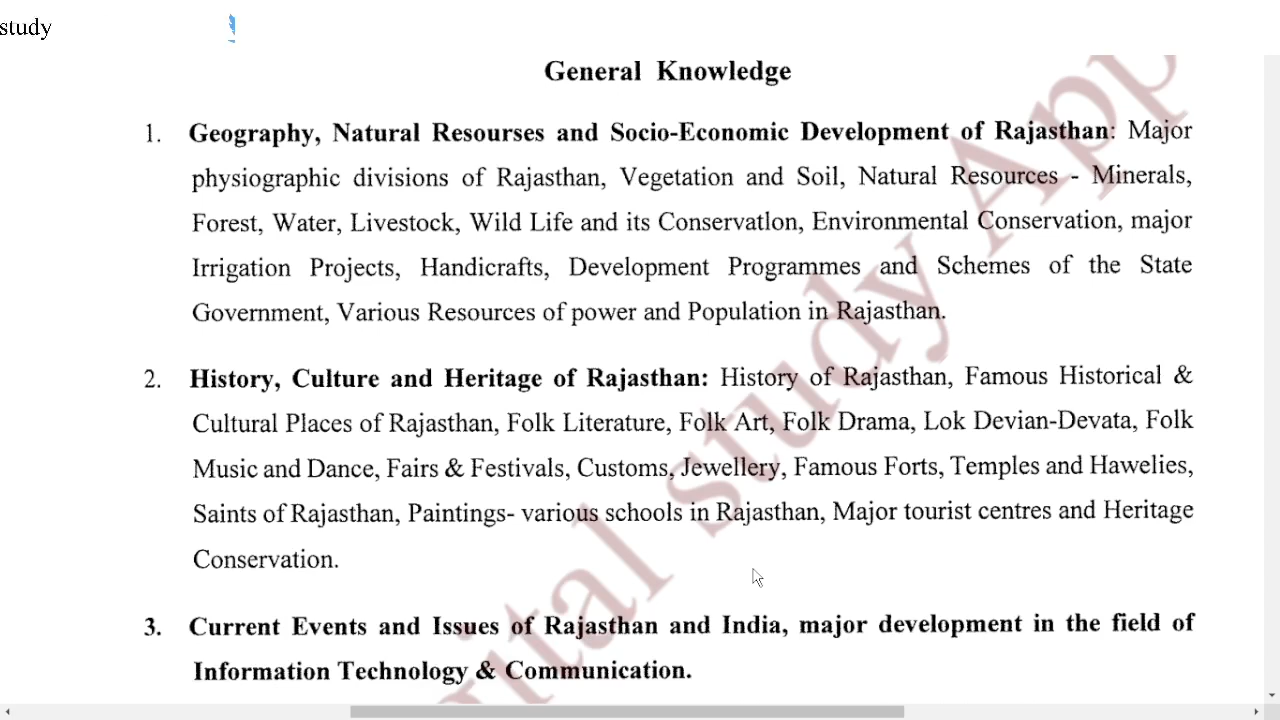 study
General Knowledge
1. Geography, Natural Resourses and Socio-Economic Development of Rajasthan: Major
physiographic divisions of Rajasthan, Vegetation and Soil, Natural Resources - Minerals,
Forest, Water, Livestock, Wild Life and its Conservatlon, Environmental Conservation, major
Irrigation Projects, Handicrafts, Development Programmes and Schemes of the State
Government, Various Resources of power and Population in Rajasthan.
2. History, Culture and Heritage of Rajasthan: History of Rajasthan, Famous Historical &
Cultural Places of Rajasthan, Folk Literature, Folk Art, Folk Drama, Lok Devian-Devata, Folk
Music and Dance, Fairs & Festivals, Customs, Jewellery, Famous Forts, Temples and Hawelies,
Saints of Rajasthan, Paintings- various schools in Rajasthan, Major tourist centres and Heritage
Conservation.
3. Current Events and Issues of Rajasthan and India, major development in the field of
Information Technology & Communication.
ital study App